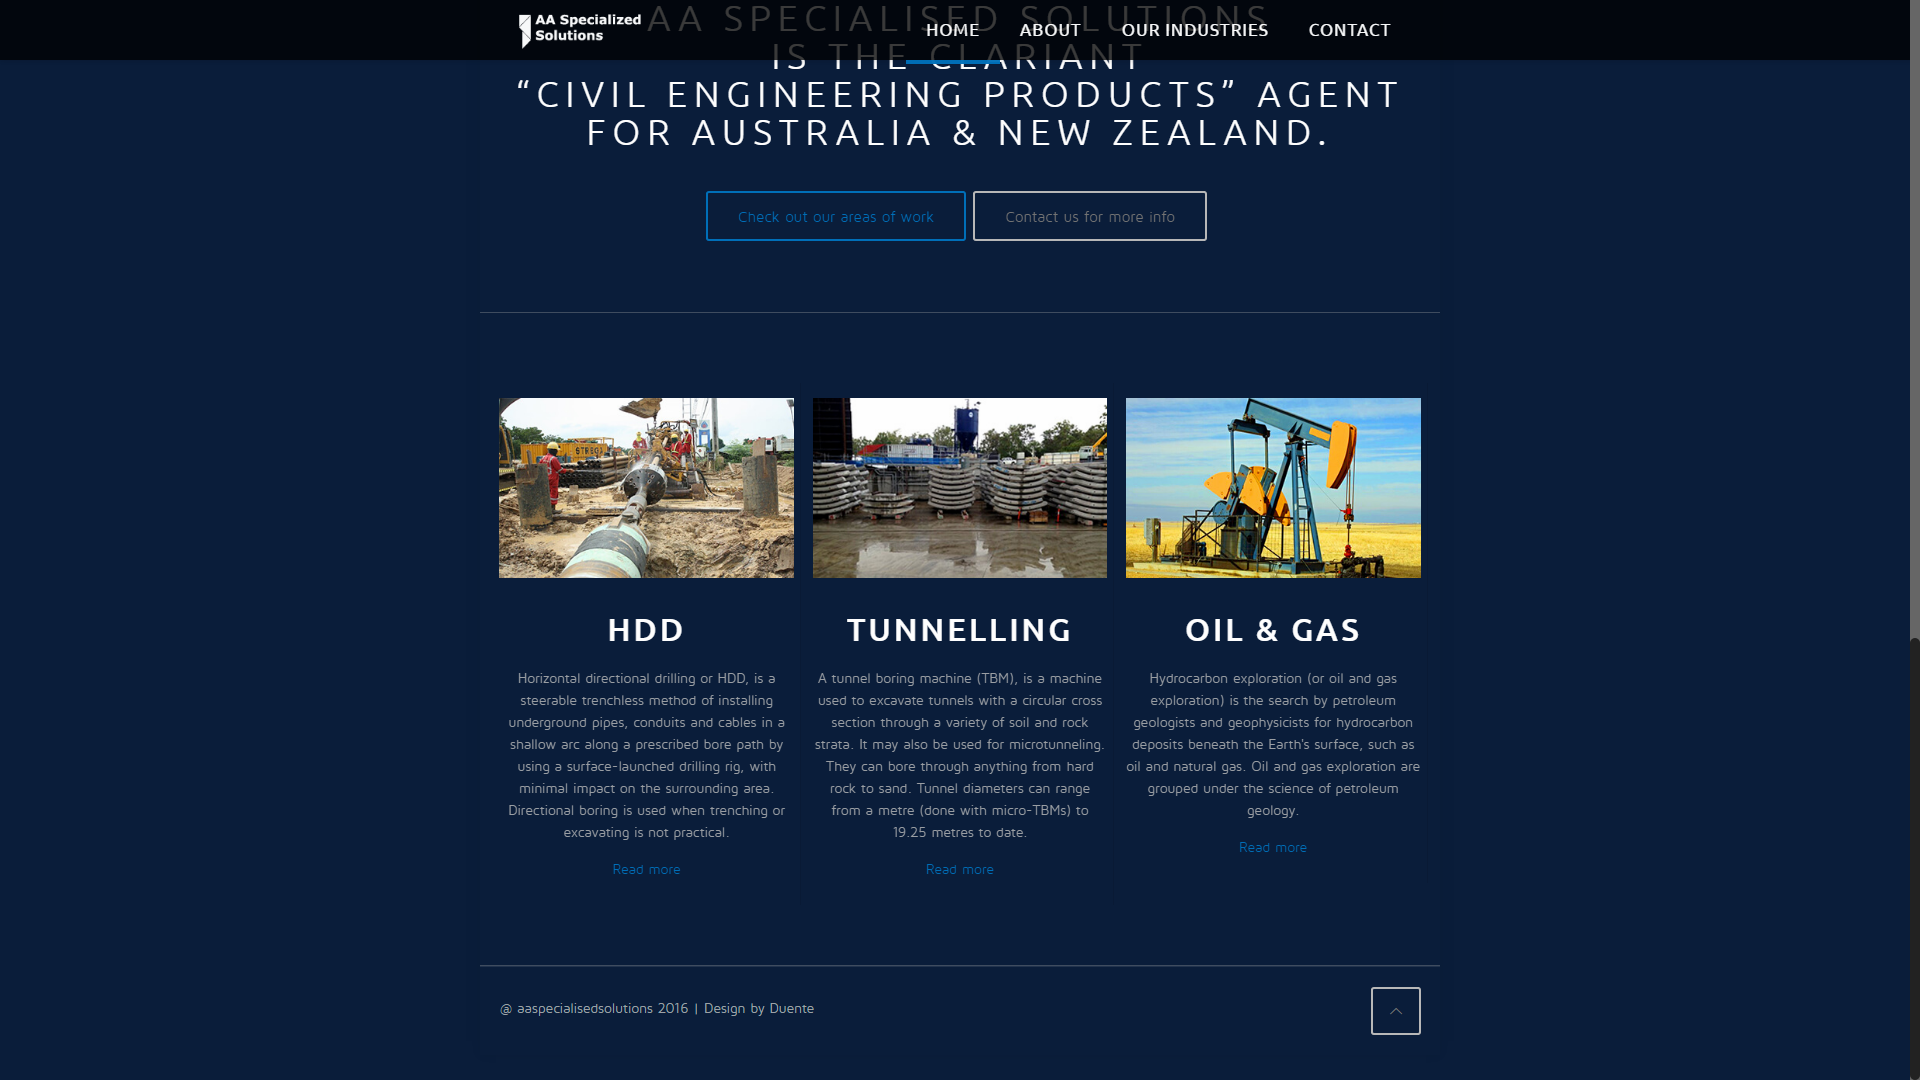 AA Specialized
Solutions
HOME ABOUT OUR INDUSTRIES CONTACT
AA SPECIALISED SOLUTIONS
IS THE CLARIANT
“CIVIL ENGINEERING PRODUCTS” AGENT
FOR AUSTRALIA & NEW ZEALAND.
Check out our areas of work
Contact us for more info
HDD
Horizontal directional drilling or HDD, is a
steerable trenchless method of installing
underground pipes, conduits and cables in a
shallow arc along a prescribed bore path by
using a surface-launched drilling rig, with
minimal impact on the surrounding area.
Directional boring is used when trenching or
excavating is not practical.
Read more
TUNNELLING
A tunnel boring machine (TBM), is a machine
used to excavate tunnels with a circular cross
section through a variety of soil and rock
strata. It may also be used for microtunneling.
They can bore through anything from hard
rock to sand. Tunnel diameters can range
from a metre (done with micro-TBMs) to
19.25 metres to date.
Read more
OIL & GAS
Hydrocarbon exploration (or oil and gas
exploration) is the search by petroleum
geologists and geophysicists for hydrocarbon
deposits beneath the Earth's surface, such as
oil and natural gas. Oil and gas exploration are
grouped under the science of petroleum
geology.
Read more
@ aaspecialisedsolutions 2016 | Design by Duente